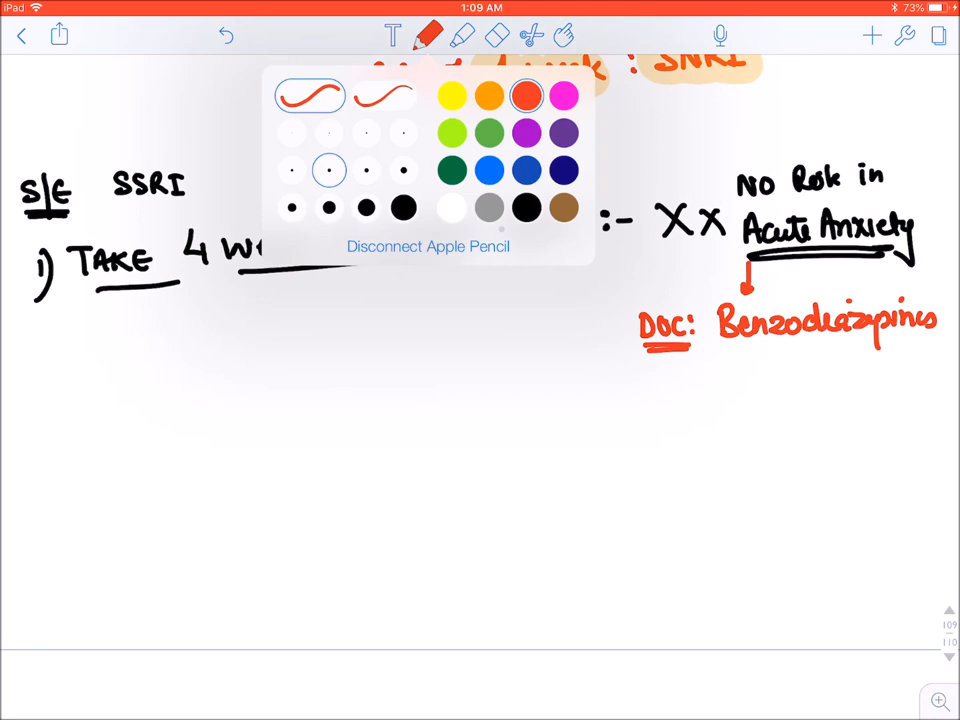 iPad 1:09 AM 73%
T
: SNRI
S/E SSRI
No Risk in
1) TAKE 4 W :- XX Acute Anxiety
Disconnect Apple Pencil
DOC: Benzodiazepines
109
110